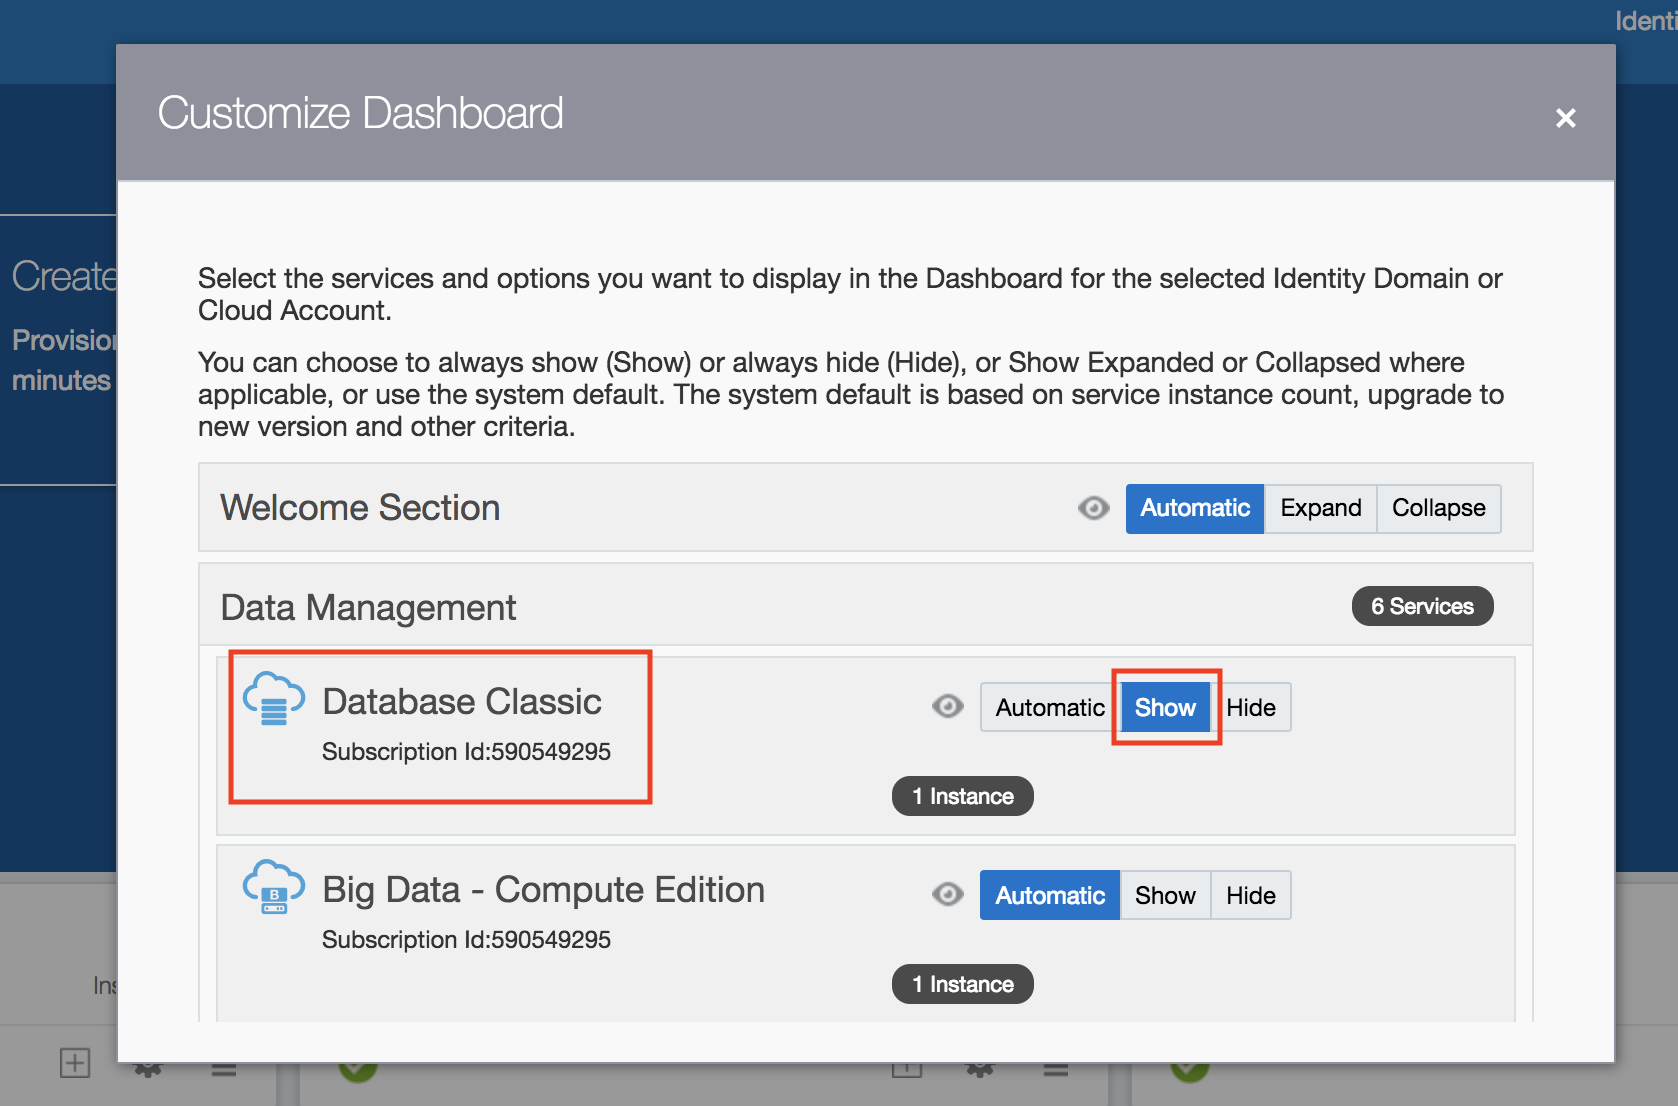 Customize Dashboard
Create
minutes
Select the services and options you want to display in the Dashboard for the selected Identity Domain or
Cloud Account.
You can choose to always show (Show) or always hide (Hide), or Show Expanded or Collapsed where
applicable, or use the system default. The system default is based on service instance count, upgrade to
new version and other criteria.
Welcome Section
Automatic Expand Collapse
Data Management
6 Services
Database Classic
Automatic Show Hide
Subscription Id:590549295
1 Instance
B
Big Data - Compute Edition
Automatic Show Hide
Subscription Id:590549295
1 Instance